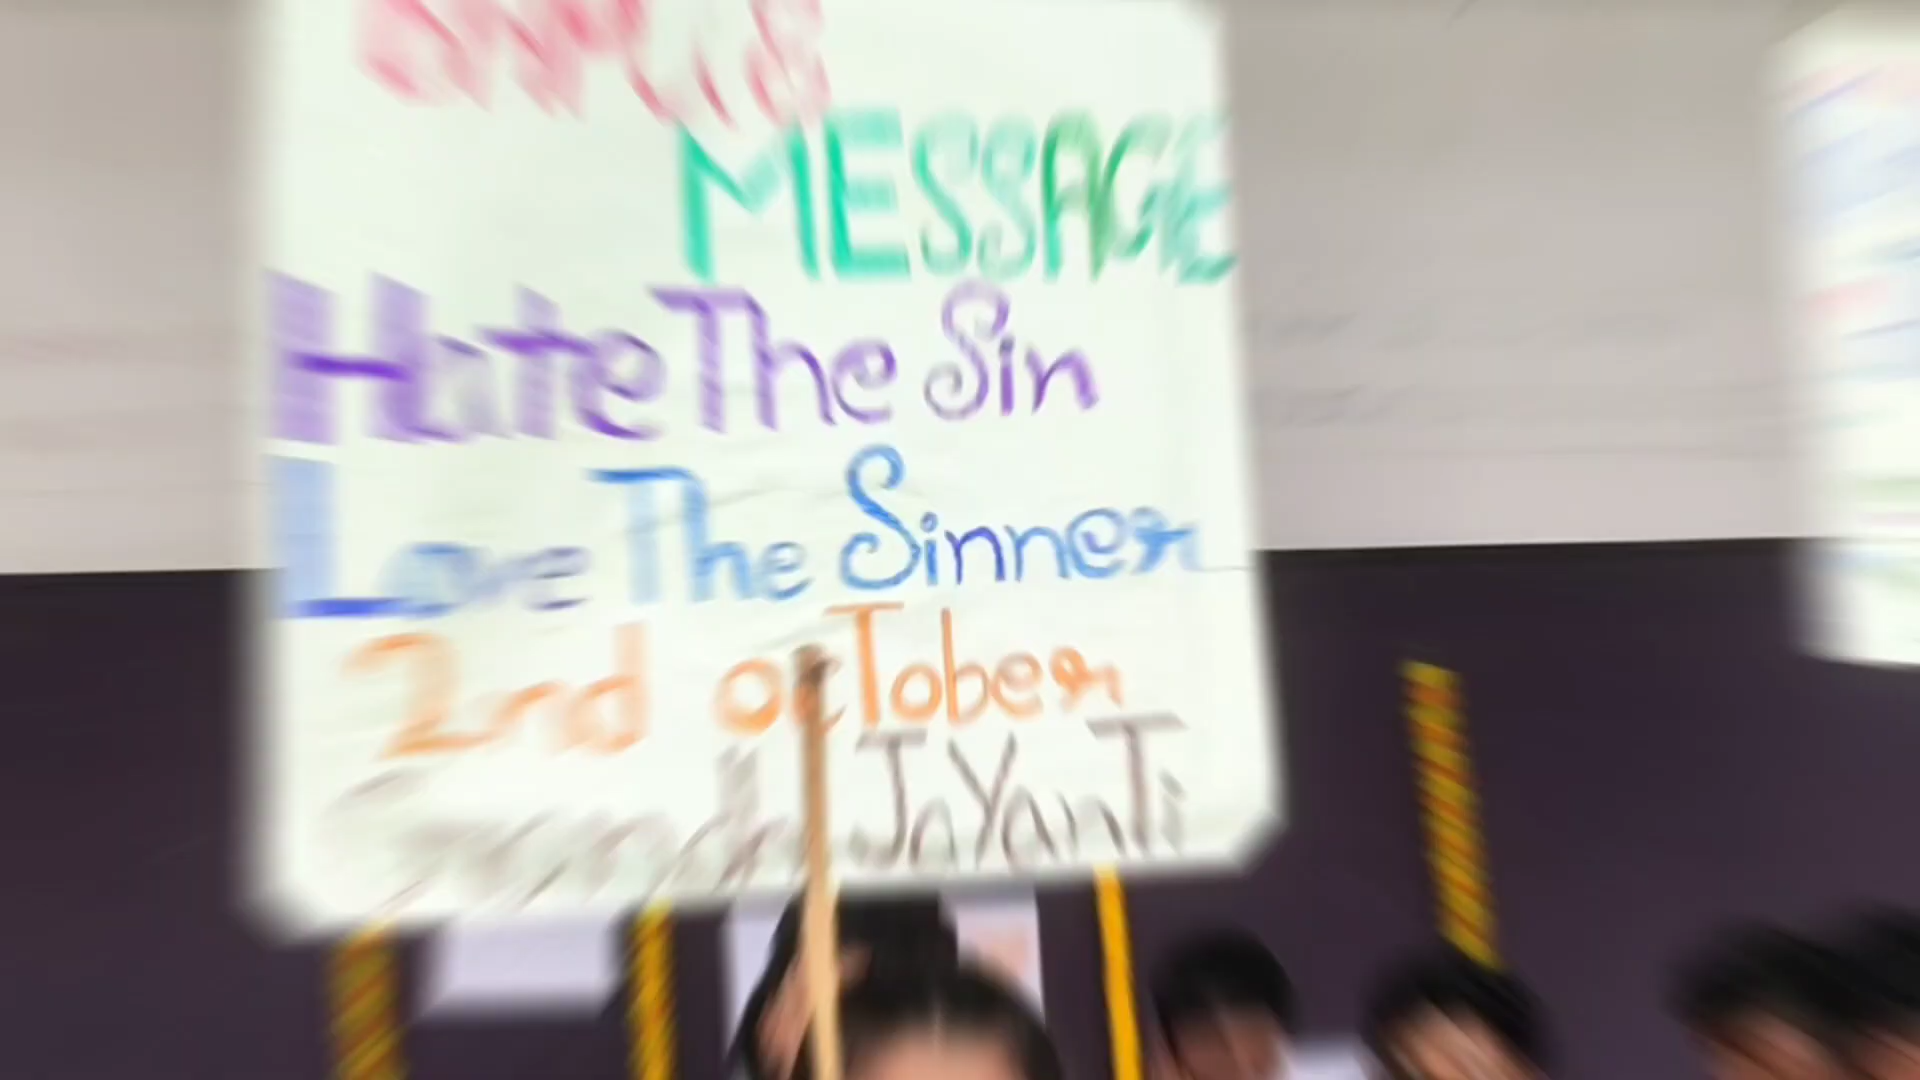 MESSAGE
Hate The Sin
Love The Sinner
2nd ocTober
JaYanTi